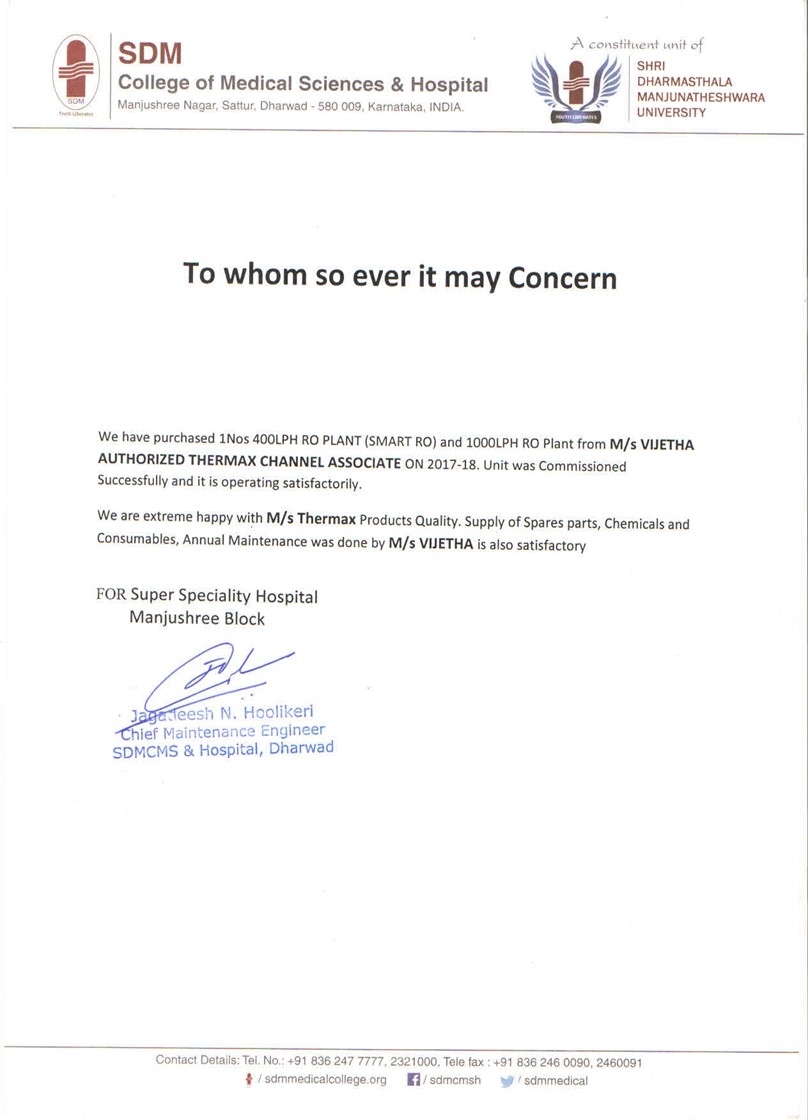 SDM
College of Medical Sciences & Hospital
Manjushree Nagar, Sattur, Dharwad - 580 009, Karnataka, INDIA.
SDM
Truth Liberates
A constituent unit of
SHRI
DHARMASTHALA
MANJUNATHESHWARA
UNIVERSITY
TRUTH LIBERATES
To whom so ever it may Concern
We have purchased 1Nos 400LPH RO PLANT (SMART RO) and 1000LPH RO Plant from M/s VIJETHA
AUTHORIZED THERMAX CHANNEL ASSOCIATE ON 2017-18. Unit was Commissioned
Successfully and it is operating satisfactorily.
We are extreme happy with M/s Thermax Products Quality. Supply of Spares parts, Chemicals and
Consumables, Annual Maintenance was done by M/s VIJETHA is also satisfactory
FOR Super Speciality Hospital
Manjushree Block
Jagadeesh N. Hoolikeri
Chief Maintenance Engineer
SDMCMS & Hospital, Dharwad
Contact Details: Tel. No.: +91 836 247 7777, 2321000, Tele fax : +91 836 246 0090, 2460091
/ sdmmedicalcollege.org / sdmcmsh / sdmmedical